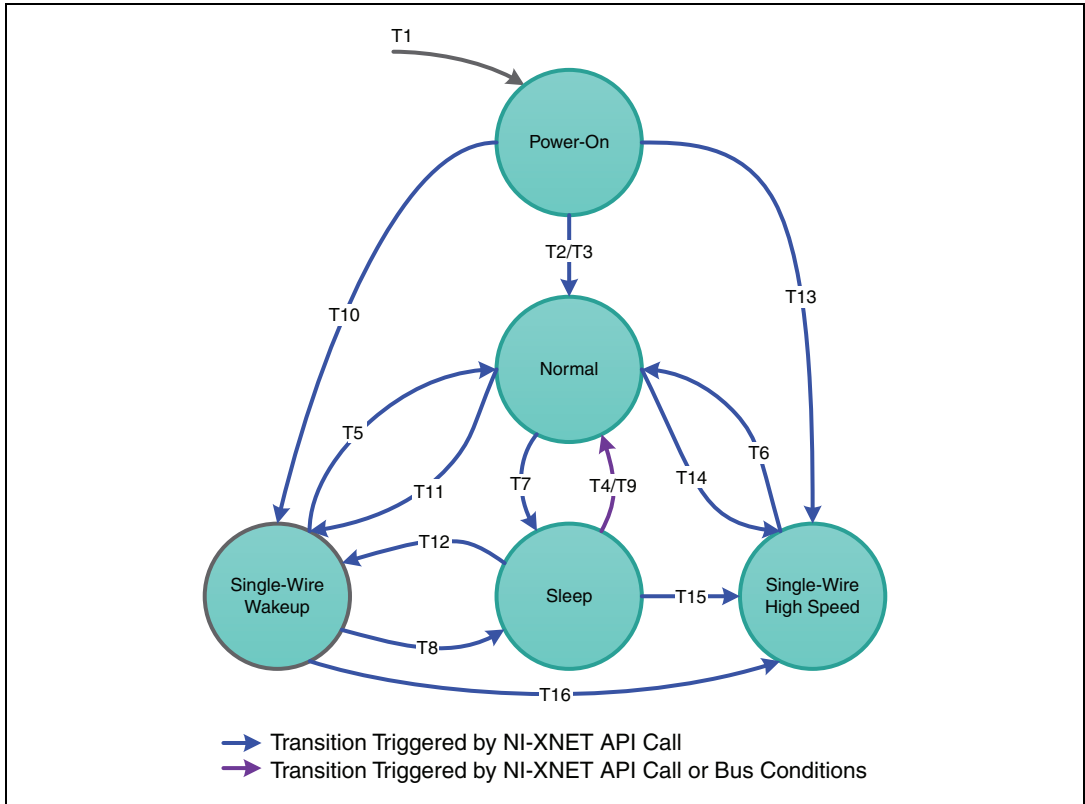 T1
Power-On
T2/T3
T13
T10
Normal
T5
T6
T14
T7
T4/T9
T11
T12
Single-Wire
Wakeup
Sleep
T15
Single-Wire
High Speed
T8
T16
Transition Triggered by NI-XNET API Call
Transition Triggered by NI-XNET API Call or Bus Conditions